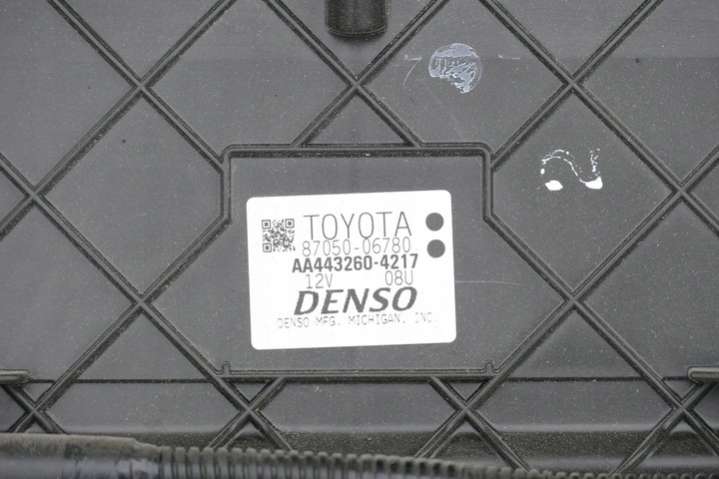 TOYOTA
87050-06780
AA443260-4217
12V 08U
DENSO
DENSO MFG. MICHIGAN, INC.